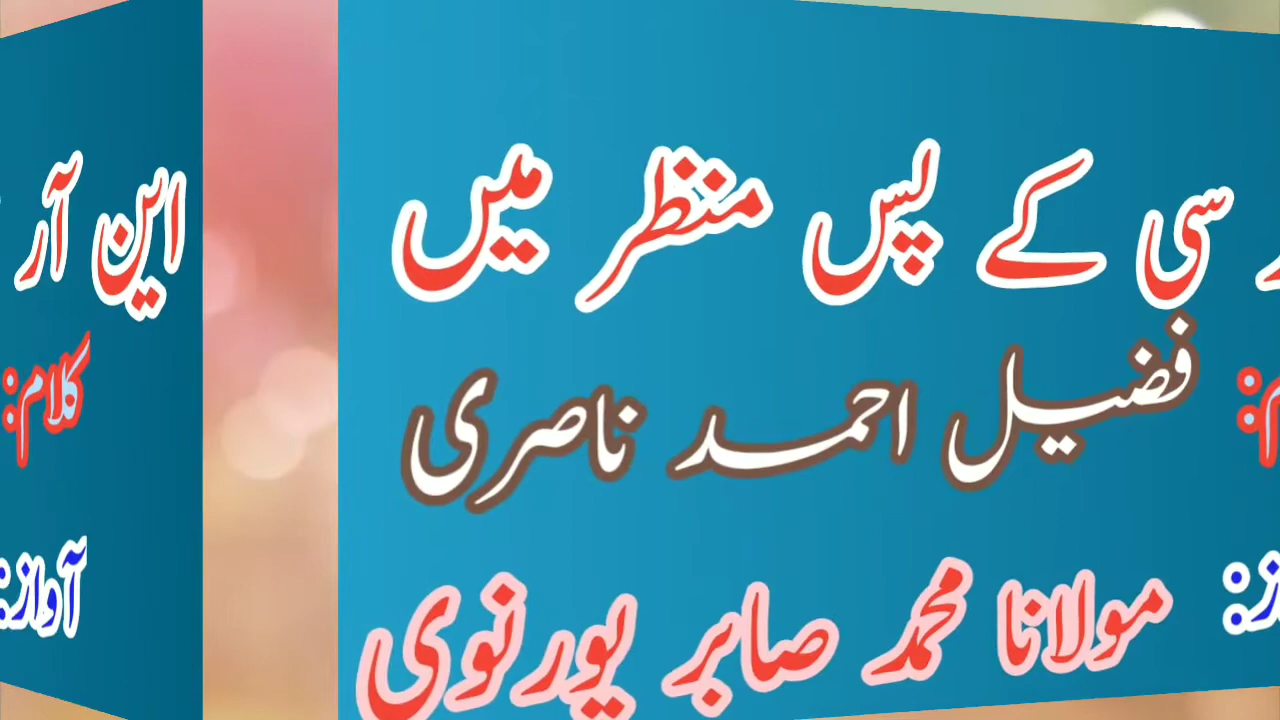 این آر سی کے پس منظر میں
کلام: فضیل احمد ناصری
آواز: مولانا محمد صابر پورنوی